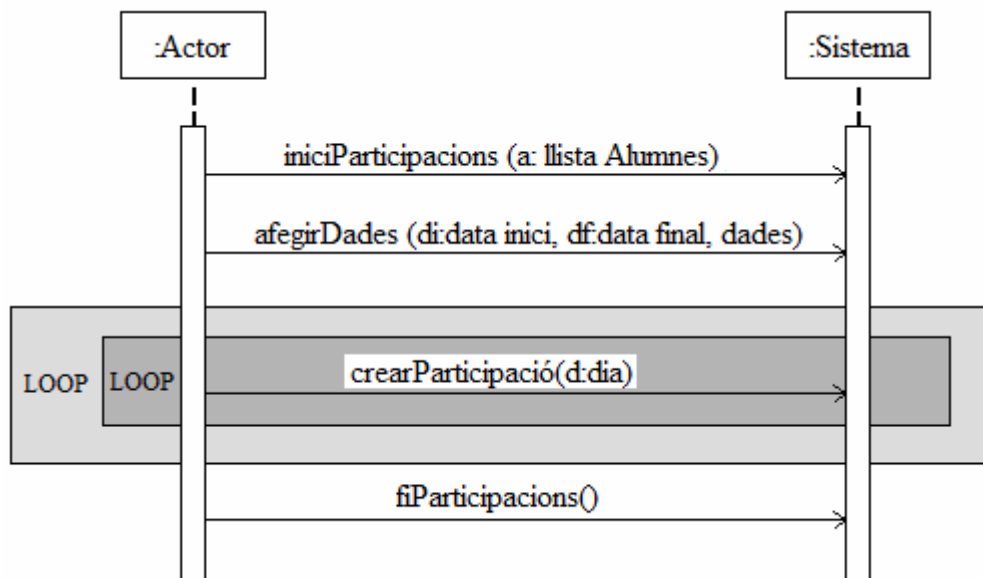 :Actor
:Sistema
iniciParticipacions (a: llista Alumnes)
afegirDades (di:data inici, df:data final, dades)
LOOP
LOOP
crearParticipació(d:dia)
fiParticipacions()